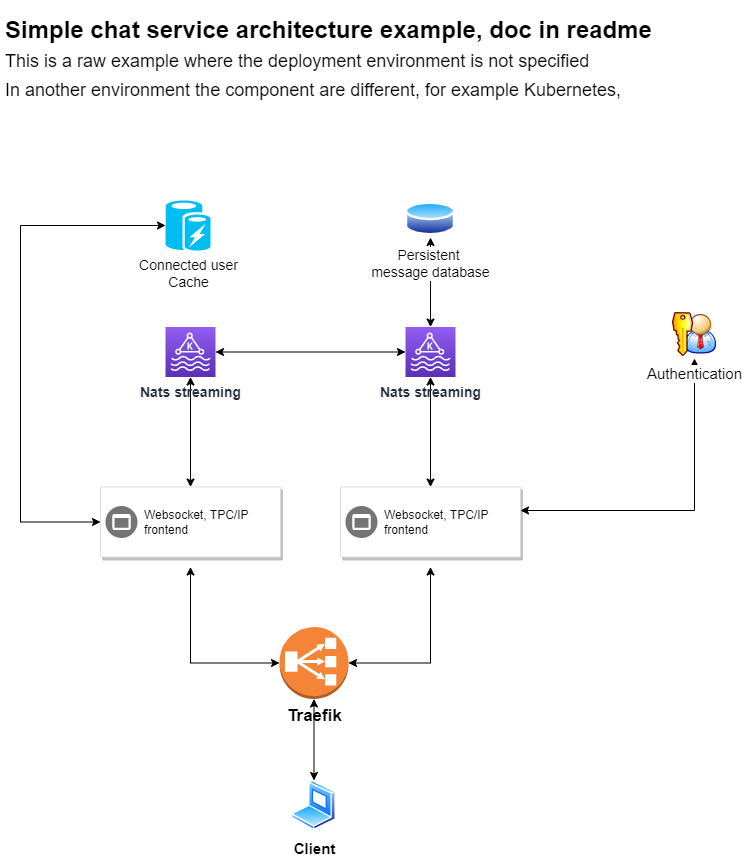 Simple chat service architecture example, doc in readme
This is a raw example where the deployment environment is not specified
In another environment the component are different, for example Kubernetes,
Connected user
Cache
Persistent
message database
K
K
Nats streaming
Nats streaming
Authentication
Websocket, TPC/IP
frontend
Websocket, TPC/IP
frontend
Traefik
Client